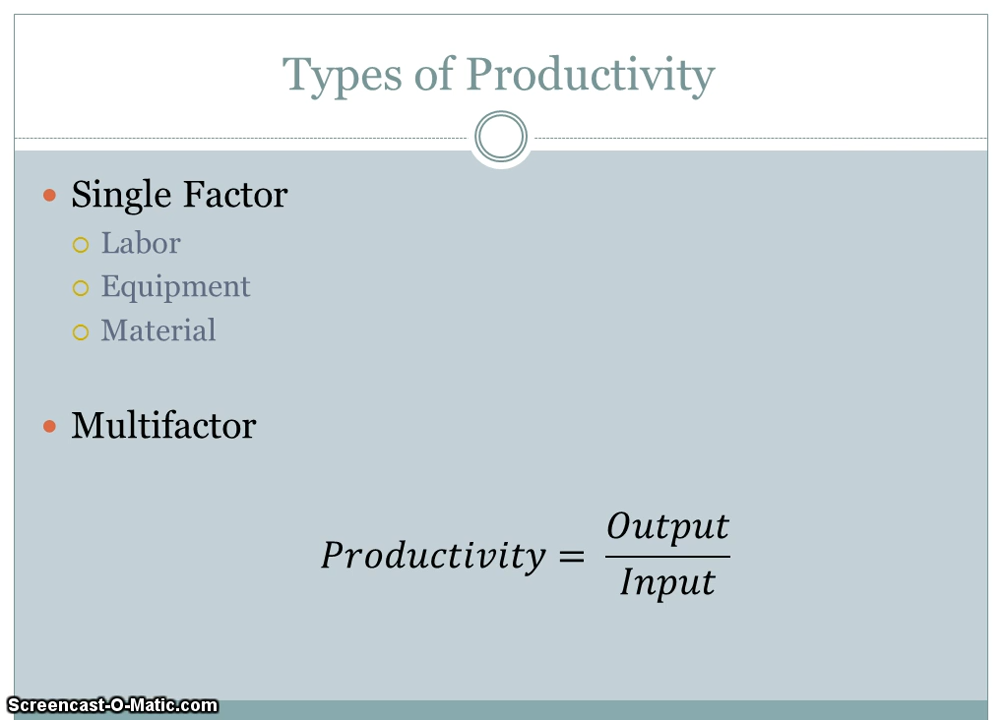 Types of Productivity
Single Factor
Labor
Equipment
Material
Multifactor
Productivity = Output
Input
Screencast-O-Matic.com